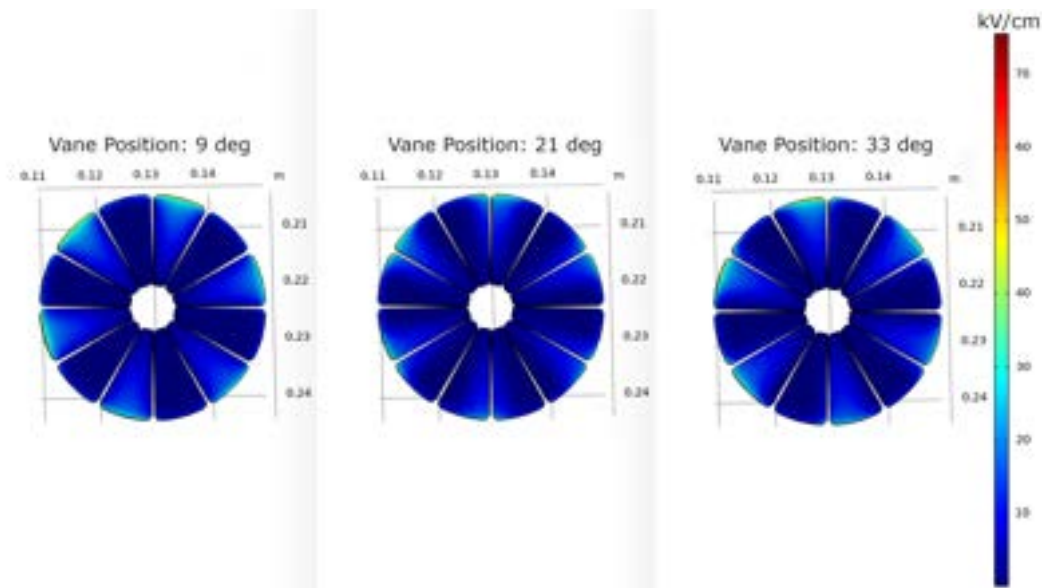 kV/cm
70
60
50
40
30
20
10
Vane Position: 9 deg
0.11 0.12 0.13 0.14 m
0.21
0.22
0.23
0.24
Vane Position: 21 deg
0.11 0.12 0.13 0.14 m
0.21
0.22
0.23
0.24
Vane Position: 33 deg
0.11 0.12 0.13 0.14 m
0.21
0.22
0.23
0.24